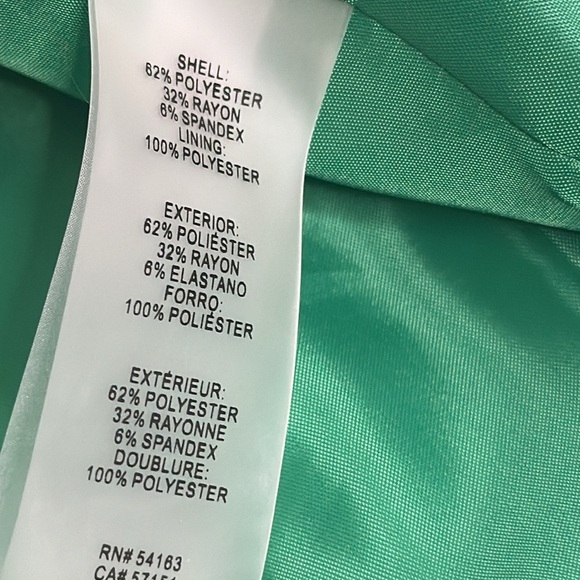 SHELL:
62% POLYESTER
32% RAYON
6% SPANDEX
LINING:
100% POLYESTER
EXTERIOR:
62% POLIÉSTER
32% RAYON
6% ELASTANO
FORRO:
100% POLIÉSTER
EXTÉRIEUR:
62% POLYESTER
32% RAYONNE
6% SPANDEX
DOUBLURE:
100% POLYESTER
RN# 54163
CA#